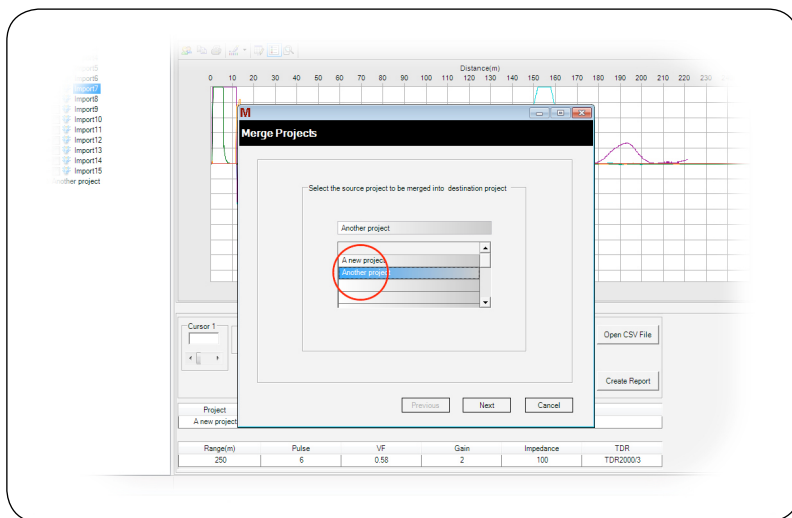 Import5
Import6
Import7
Import8
Import9
Import10
Import11
Import12
Import13
Import14
Import15
Another project
Distance(m)
0 10 20 30 40 50 60 70 80 90 100 110 120 130 140 150 160 170 180 190 200 210 220 230
M
Merge Projects
Select the source project to be merged into destination project
Another project
A new project
Another project
Previous
Next
Cancel
Cursor 1
Open CSV File
Create Report
Project
A new project
Range(m) Pulse VF Gain Impedance TDR
250 6 0.58 2 100 TDR2000/3